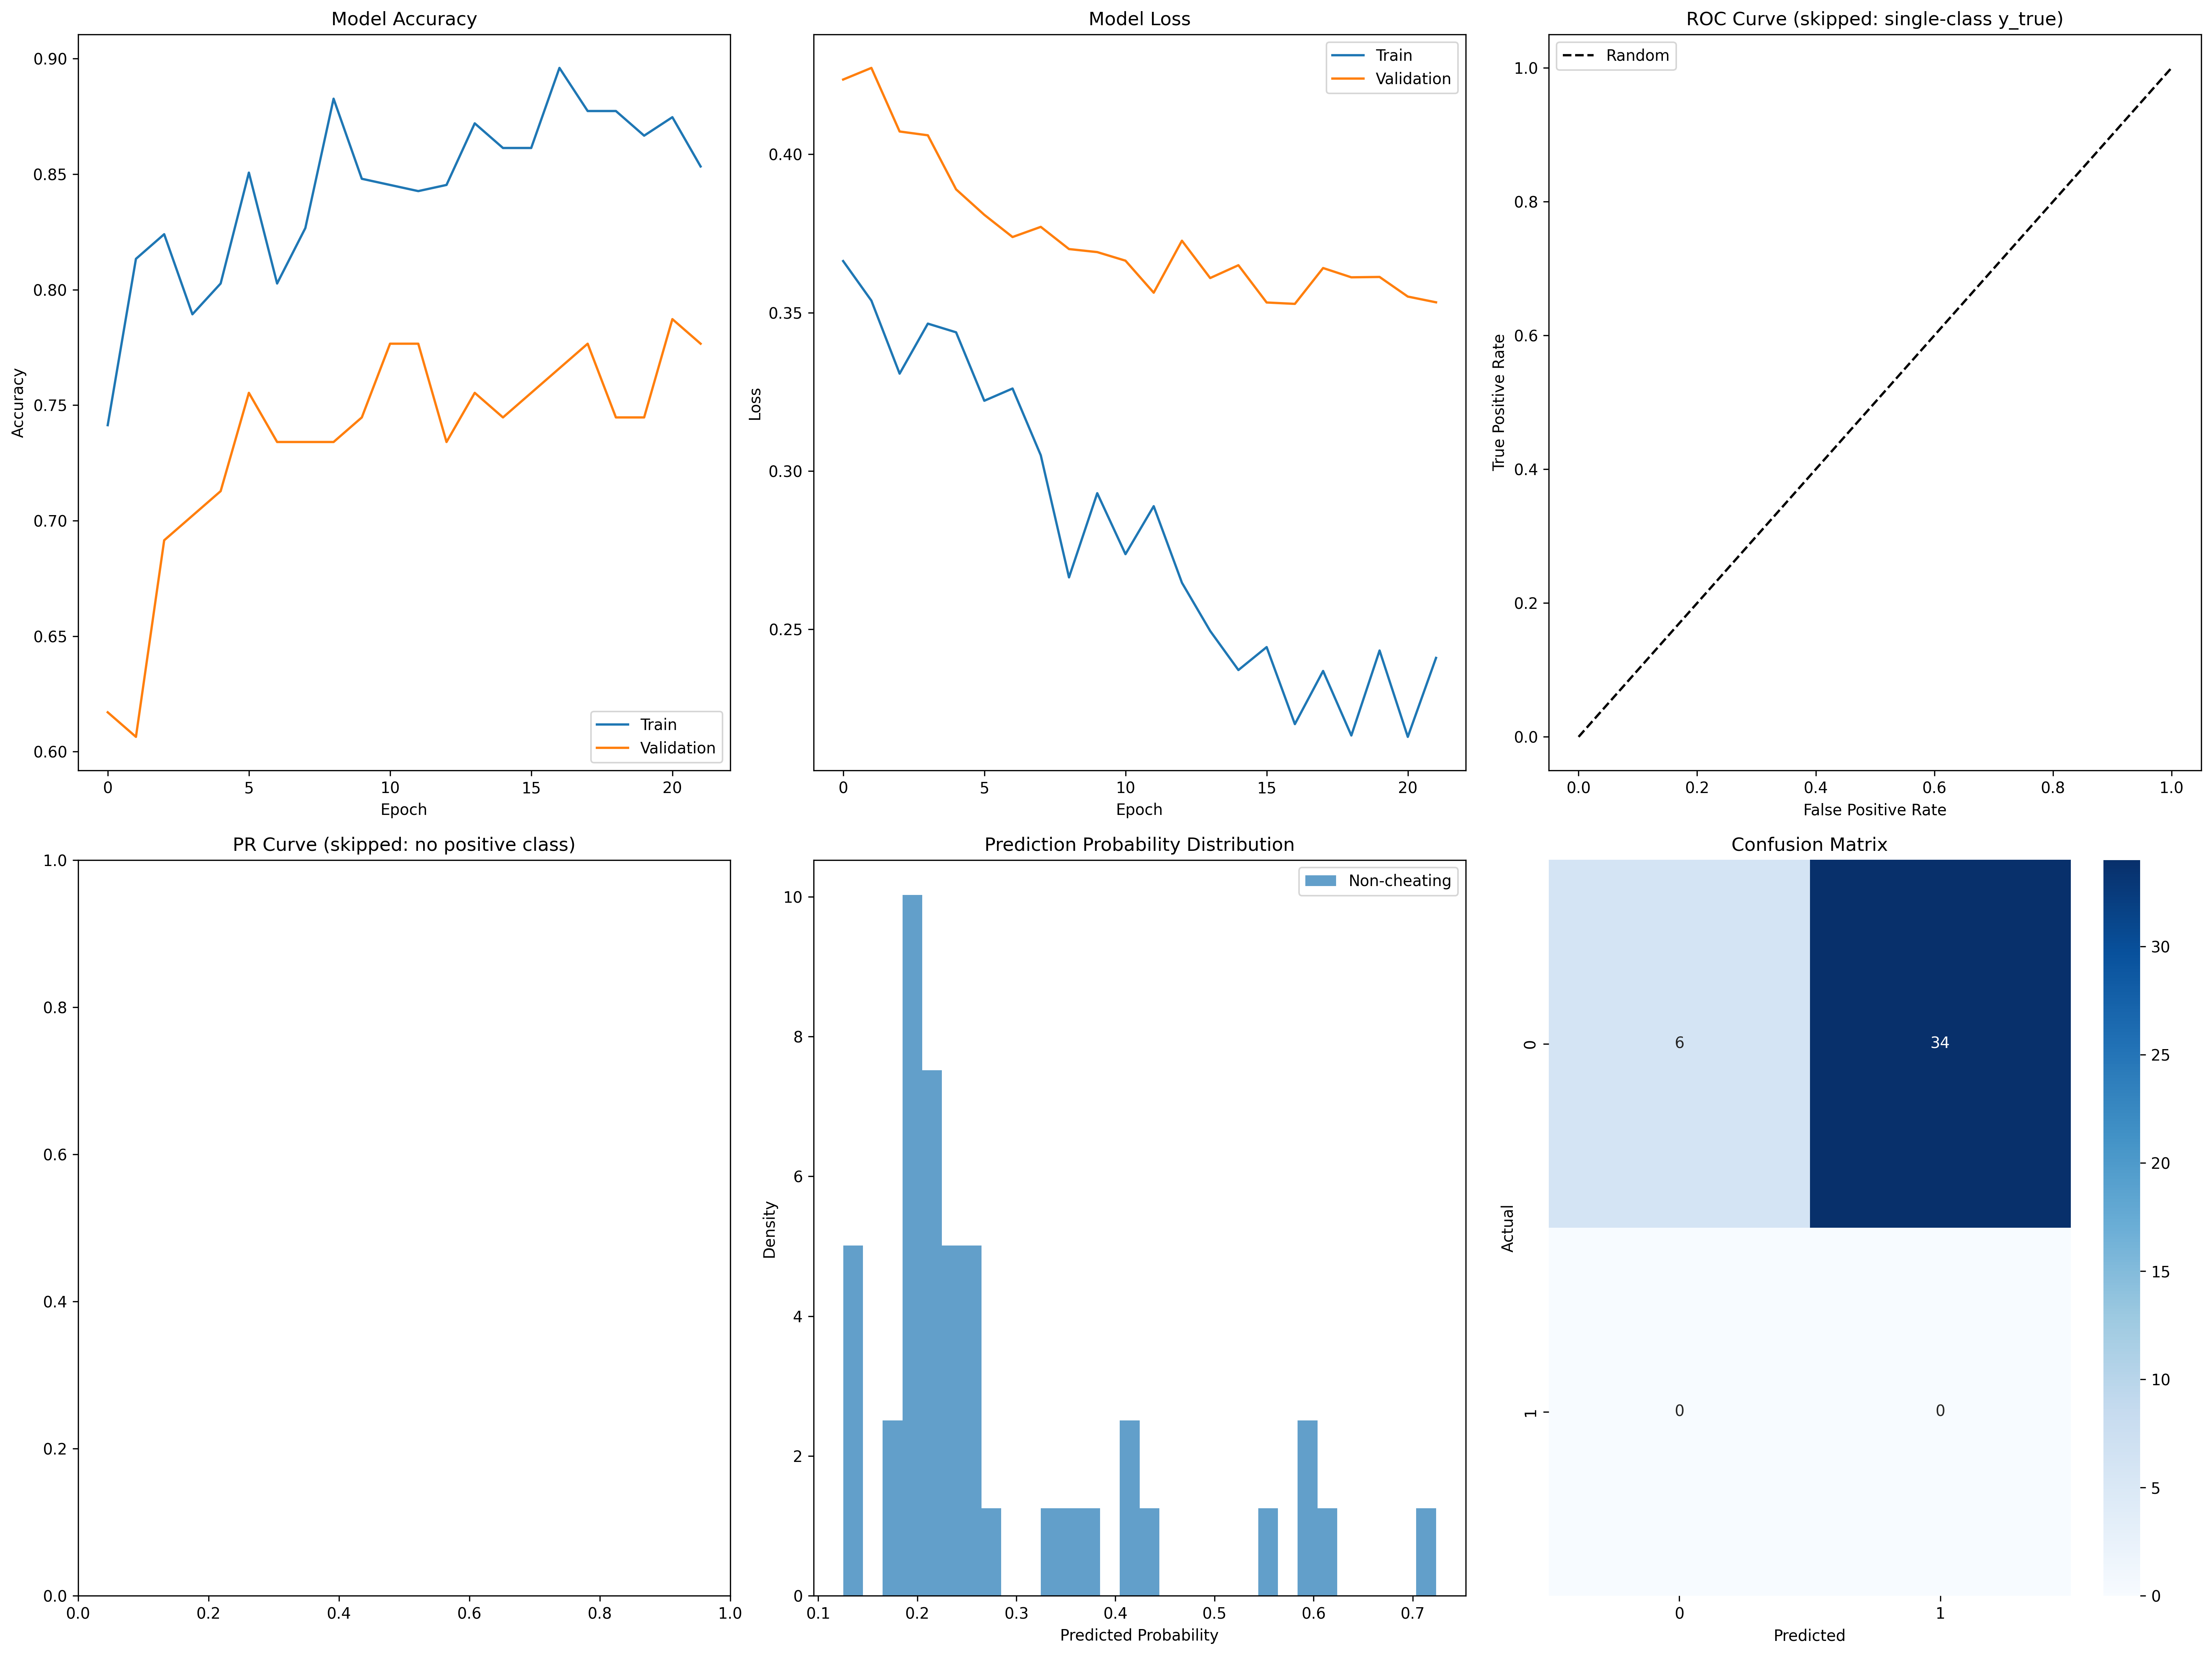 Model Accuracy
0.90
0.85
0.80
0.75
0.70
0.65
0.60
Accuracy
0 5 10 15 20
Epoch
Train
Validation
Model Loss
0.40
0.35
0.30
0.25
Loss
0 5 10 15 20
Epoch
Train
Validation
ROC Curve (skipped: single-class y_true)
Random
1.0
0.8
0.6
0.4
0.2
0.0
True Positive Rate
0.0 0.2 0.4 0.6 0.8 1.0
False Positive Rate
PR Curve (skipped: no positive class)
1.0
0.8
0.6
0.4
0.2
0.0
0.0 0.2 0.4 0.6 0.8 1.0
Prediction Probability Distribution
Non-cheating
10
8
6
4
2
0
Density
0.1 0.2 0.3 0.4 0.5 0.6 0.7
Predicted Probability
Confusion Matrix
6 34
0 0
0
1
Actual
0 1
Predicted
30
25
20
15
10
5
0